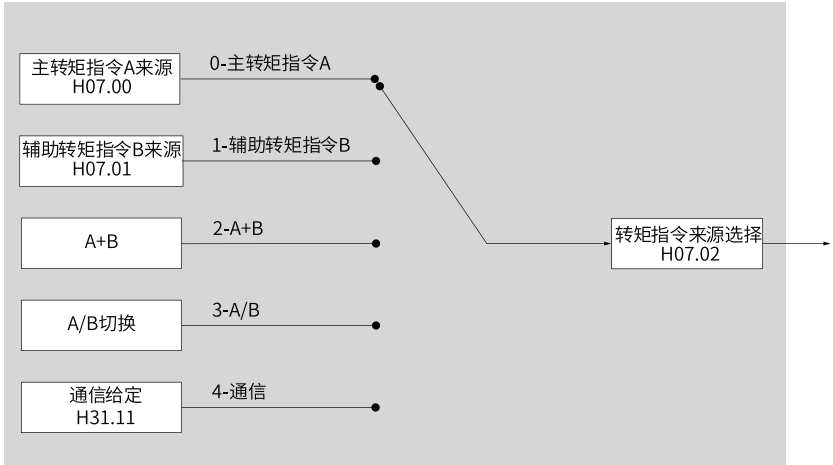 主转矩指令A来源
H07.00
0-主转矩指令A
辅助转矩指令B来源
H07.01
1-辅助转矩指令B
A+B
2-A+B
转矩指令来源选择
H07.02
A/B切换
3-A/B
通信给定
H31.11
4-通信